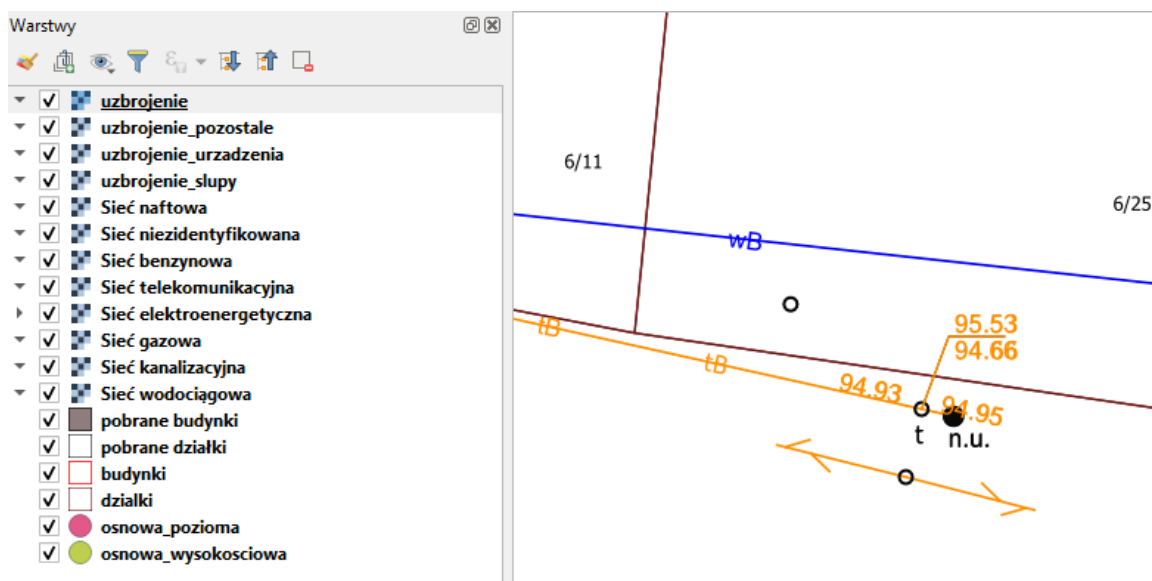 Warstwy
uzbrojenie
uzbrojenie_pozostale
uzbrojenie_urzadzenia
uzbrojenie_slupy
Sieć naftowa
Sieć niezidentyfikowana
Sieć benzynowa
Sieć telekomunikacyjna
Sieć elektroenergetyczna
Sieć gazowa
Sieć kanalizacyjna
Sieć wodociągowa
pobrane budynki
pobrane działki
budynki
dzialki
osnowa_pozioma
osnowa_wysokosciowa
6/11
6/25
wB
tB
95.53
94.66
tB
94.93
94.95
t
n.u.